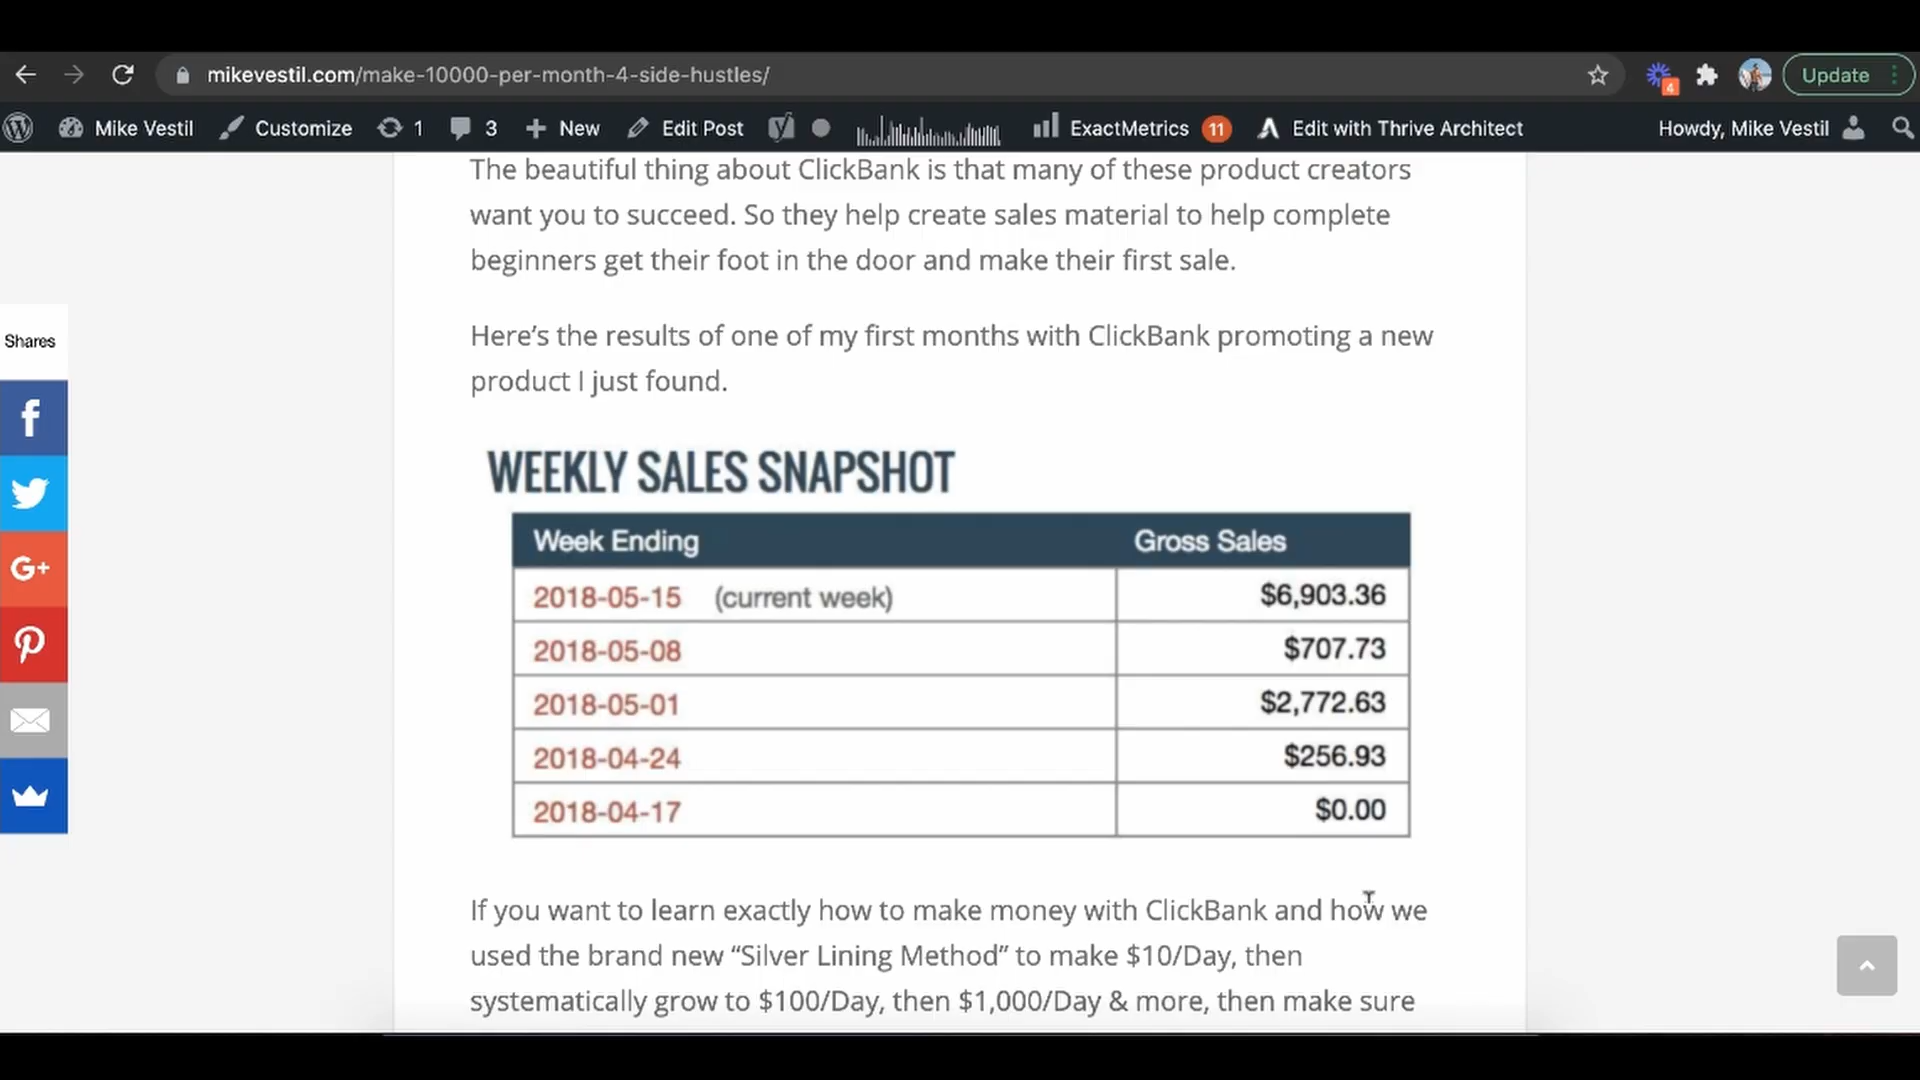 mikevestil.com/make-10000-per-month-4-side-hustles/
4
Update
Mike Vestil
Customize
1
3
New
Edit Post
ExactMetrics
11
Edit with Thrive Architect
Howdy, Mike Vestil
The beautiful thing about ClickBank is that many of these product creators
want you to succeed. So they help create sales material to help complete
beginners get their foot in the door and make their first sale.
Shares
Here’s the results of one of my first months with ClickBank promoting a new
product I just found.
G+
WEEKLY SALES SNAPSHOT
Week Ending Gross Sales
2018-05-15 (current week) $6,903.36
2018-05-08 $707.73
2018-05-01 $2,772.63
2018-04-24 $256.93
2018-04-17 $0.00
If you want to learn exactly how to make money with ClickBank and how we
used the brand new “Silver Lining Method” to make $10/Day, then
systematically grow to $100/Day, then $1,000/Day & more, then make sure